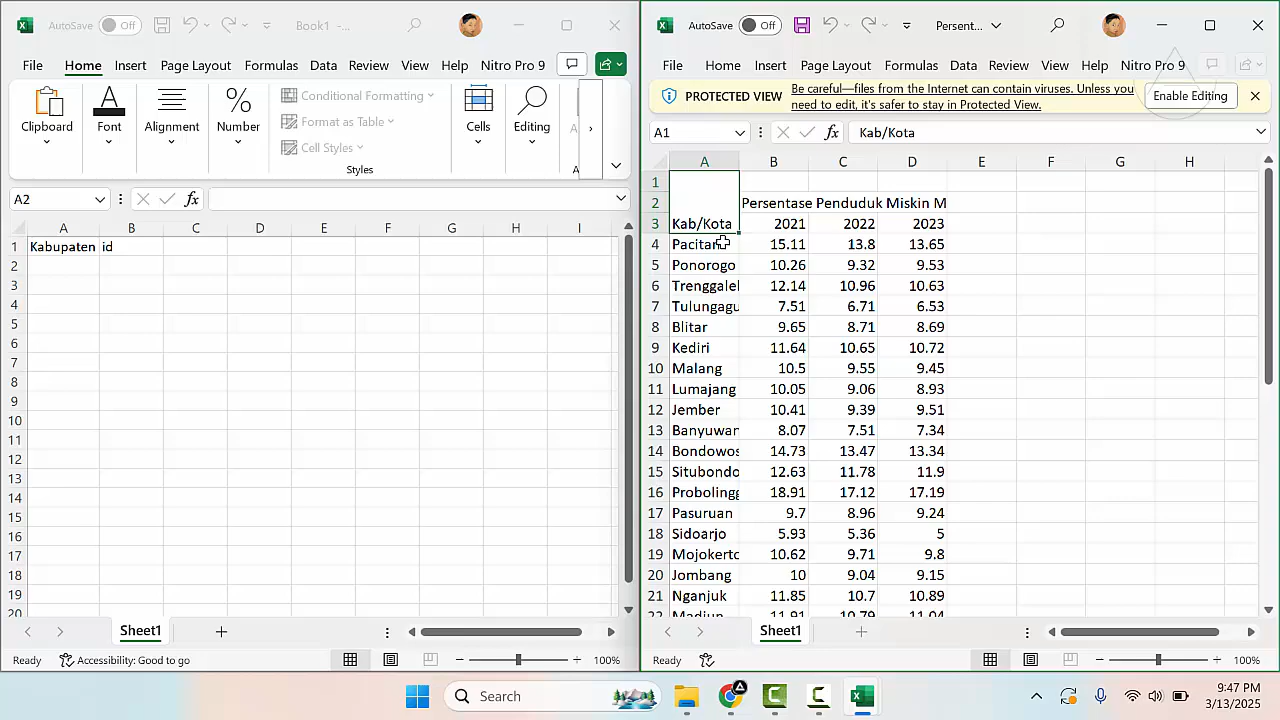 AutoSave Off Book1 -...
File Home Insert Page Layout Formulas Data Review View Help Nitro Pro 9
Clipboard Font Alignment Number
Conditional Formatting
Format as Table
Cell Styles
Styles
Cells Editing
A2
A B C D E F G H I
1 Kabupaten id
2
3
4
5
6
7
8
9
10
11
12
13
14
15
16
17
18
19
20
Sheet1
Ready Accessibility: Good to go 100%
AutoSave Off Persent...
File Home Insert Page Layout Formulas Data Review View Help Nitro Pro 9
PROTECTED VIEW Be careful—files from the Internet can contain viruses. Unless you
need to edit, it's safer to stay in Protected View. Enable Editing
A1 Kab/Kota
A B C D E F G H
1
2 Persentase Penduduk Miskin M
3 Kab/Kota 2021 2022 2023
4 Pacitan 15.11 13.8 13.65
5 Ponorogo 10.26 9.32 9.53
6 Trenggalel 12.14 10.96 10.63
7 Tulungagu 7.51 6.71 6.53
8 Blitar 9.65 8.71 8.69
9 Kediri 11.64 10.65 10.72
10 Malang 10.5 9.55 9.45
11 Lumajang 10.05 9.06 8.93
12 Jember 10.41 9.39 9.51
13 Banyuwan 8.07 7.51 7.34
14 Bondowos 14.73 13.47 13.34
15 Situbondo 12.63 11.78 11.9
16 Probolingg 18.91 17.12 17.19
17 Pasuruan 9.7 8.96 9.24
18 Sidoarjo 5.93 5.36 5
19 Mojokerto 10.62 9.71 9.8
20 Jombang 10 9.04 9.15
21 Nganjuk 11.85 10.7 10.89
22 Madiun 11.91 10.79 11.04
Sheet1
Ready 100%
Search
9:47 PM
3/13/2025